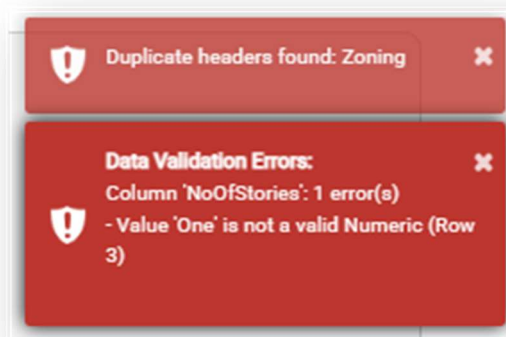 Duplicate headers found: Zoning
Data Validation Errors:
Column 'NoOfStories': 1 error(s)
- Value 'One' is not a valid Numeric (Row
3)